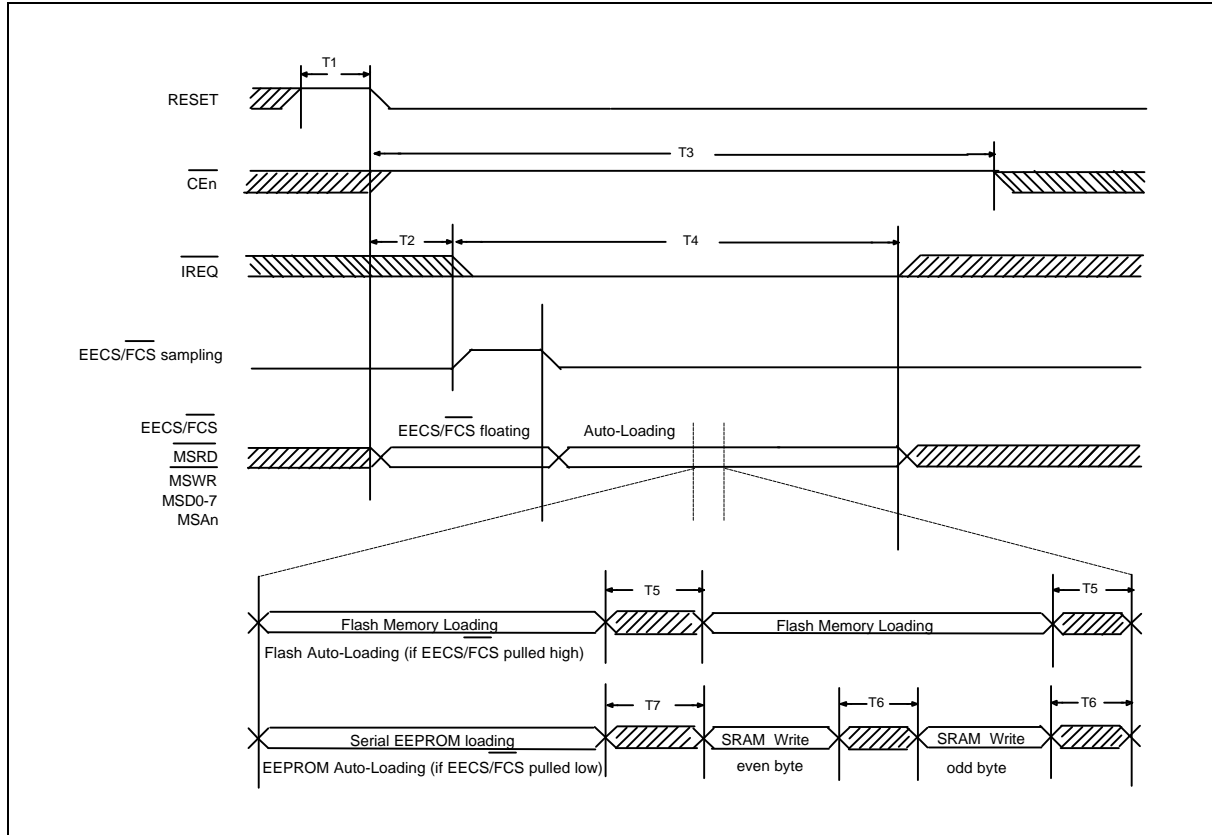 T1
RESET
T3
CEn
T2
T4
IREQ
EECS/FCS sampling
EECS/FCS
EECS/FCS floating
Auto-Loading
MSRD
MSWR
MSD0-7
MSAn
T5
T5
Flash Memory Loading
Flash Memory Loading
Flash Auto-Loading (if EECS/FCS pulled high)
T7
T6
T6
Serial EEPROM loading
SRAM Write
SRAM Write
EEPROM Auto-Loading (if EECS/FCS pulled low)
even byte
odd byte